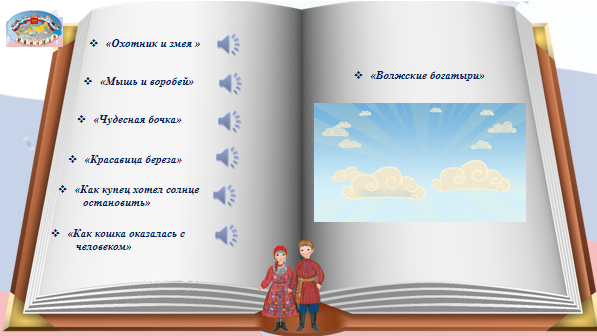 ❖ «Охотник и змея »
❖ «Мышь и воробей»
❖ «Чудесная бочка»
❖ «Красавица береза»
❖ «Как купец хотел солнце
остановить»
❖ «Как кошка оказалась с
человеком»
❖ «Волжские богатыри»